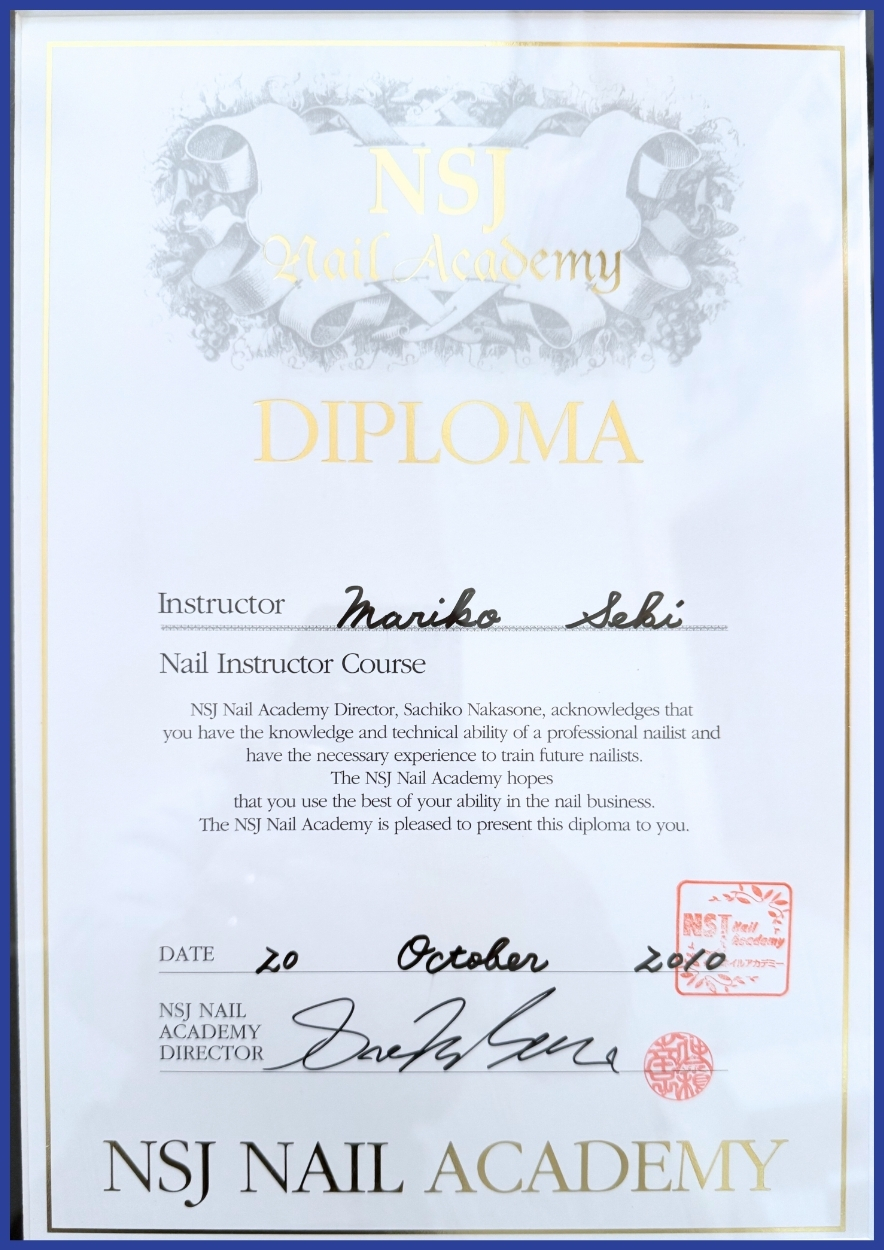 NSJ
Nail Academy
DIPLOMA
Instructor Mariko Seki
Nail Instructor Course
NSJ Nail Academy Director, Sachiko Nakasone, acknowledges that
you have the knowledge and technical ability of a professional nailist and
have the necessary experience to train future nailists.
The NSJ Nail Academy hopes
that you use the best of your ability in the nail business.
The NSJ Nail Academy is pleased to present this diploma to you.
NSJ Nail
Academy
イルアカデミー
DATE 20 October 2010
NSJ NAIL
ACADEMY
DIRECTOR
NSJ NAIL ACADEMY